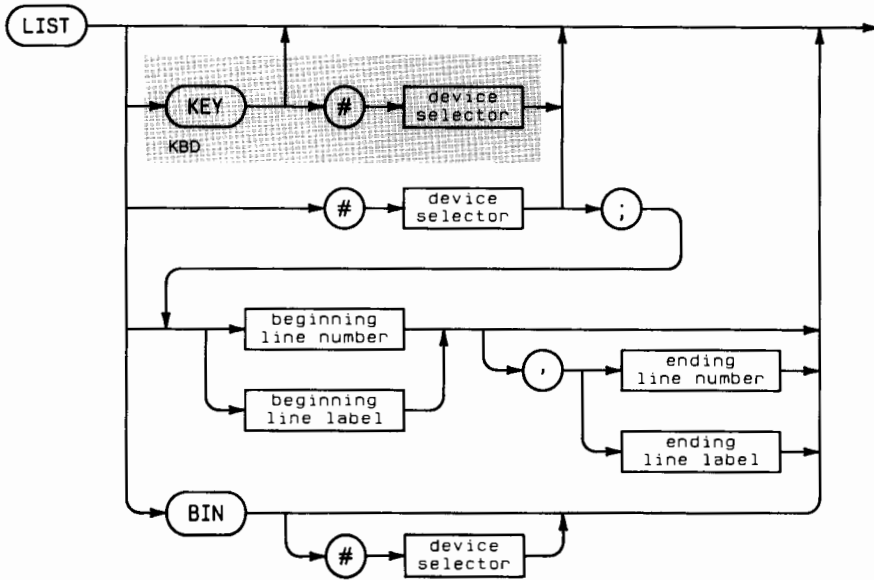 LIST
KEY
#
device
selector
KBD
#
device
selector
;
beginning
line number
,
ending
line number
beginning
line label
ending
line label
BIN
#
device
selector